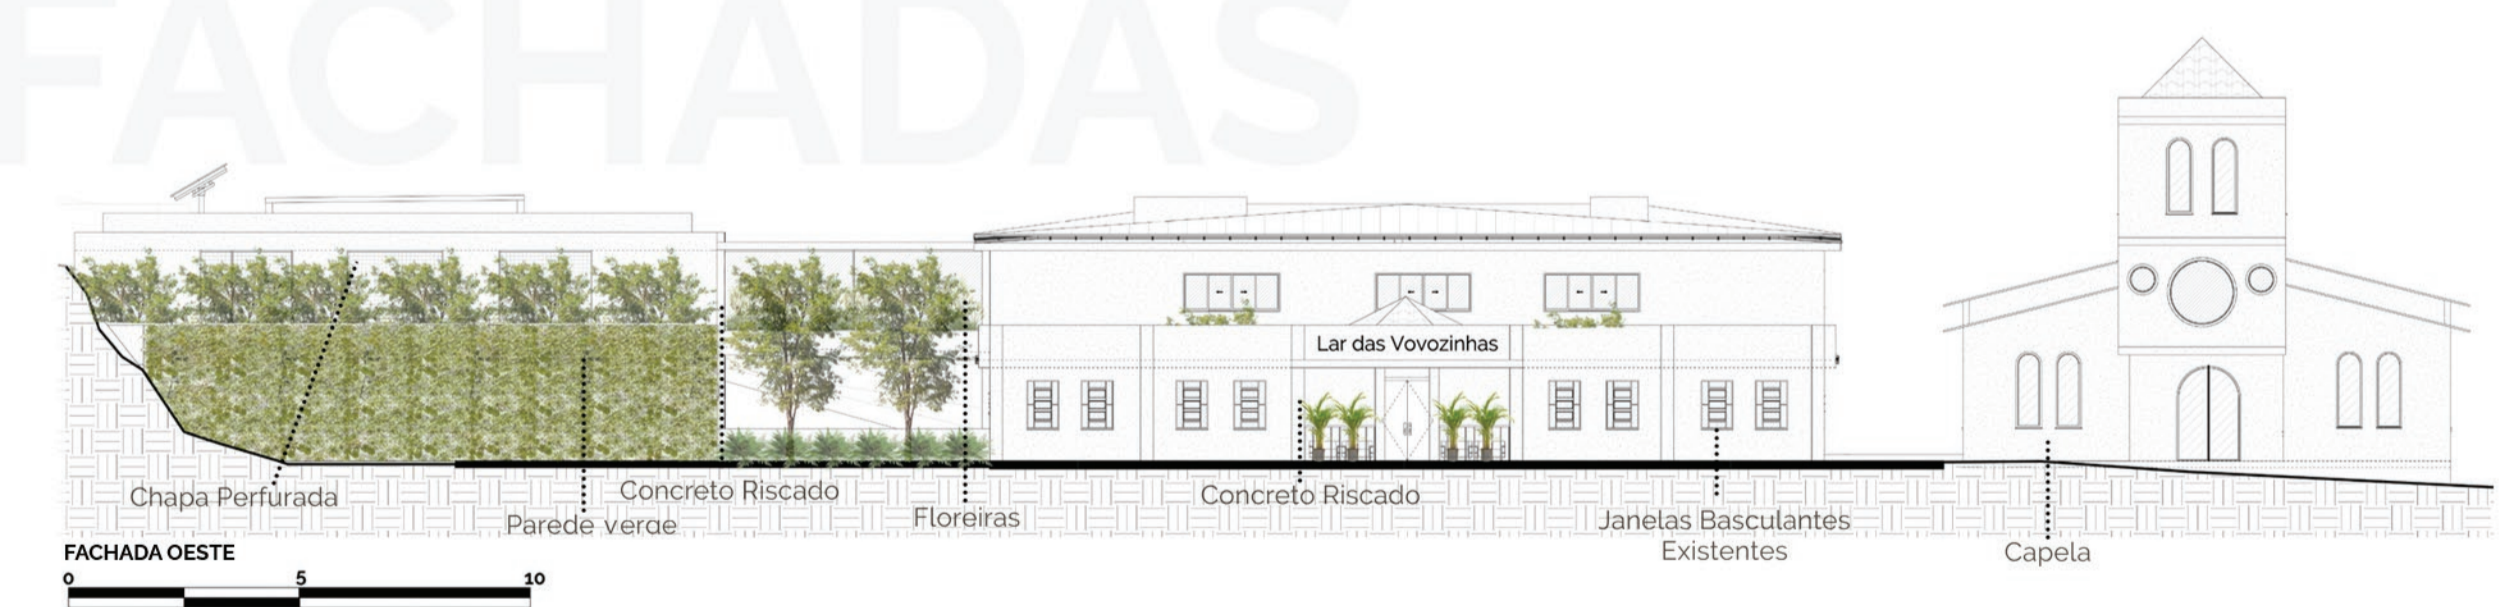 FACHADAS
Lar das Vovozinhas
Chapa Perfurada
Parede verde
Concreto Riscado
Floreiras
Concreto Riscado
Janelas Basculantes
Existentes
Capela
FACHADA OESTE
0 5 10